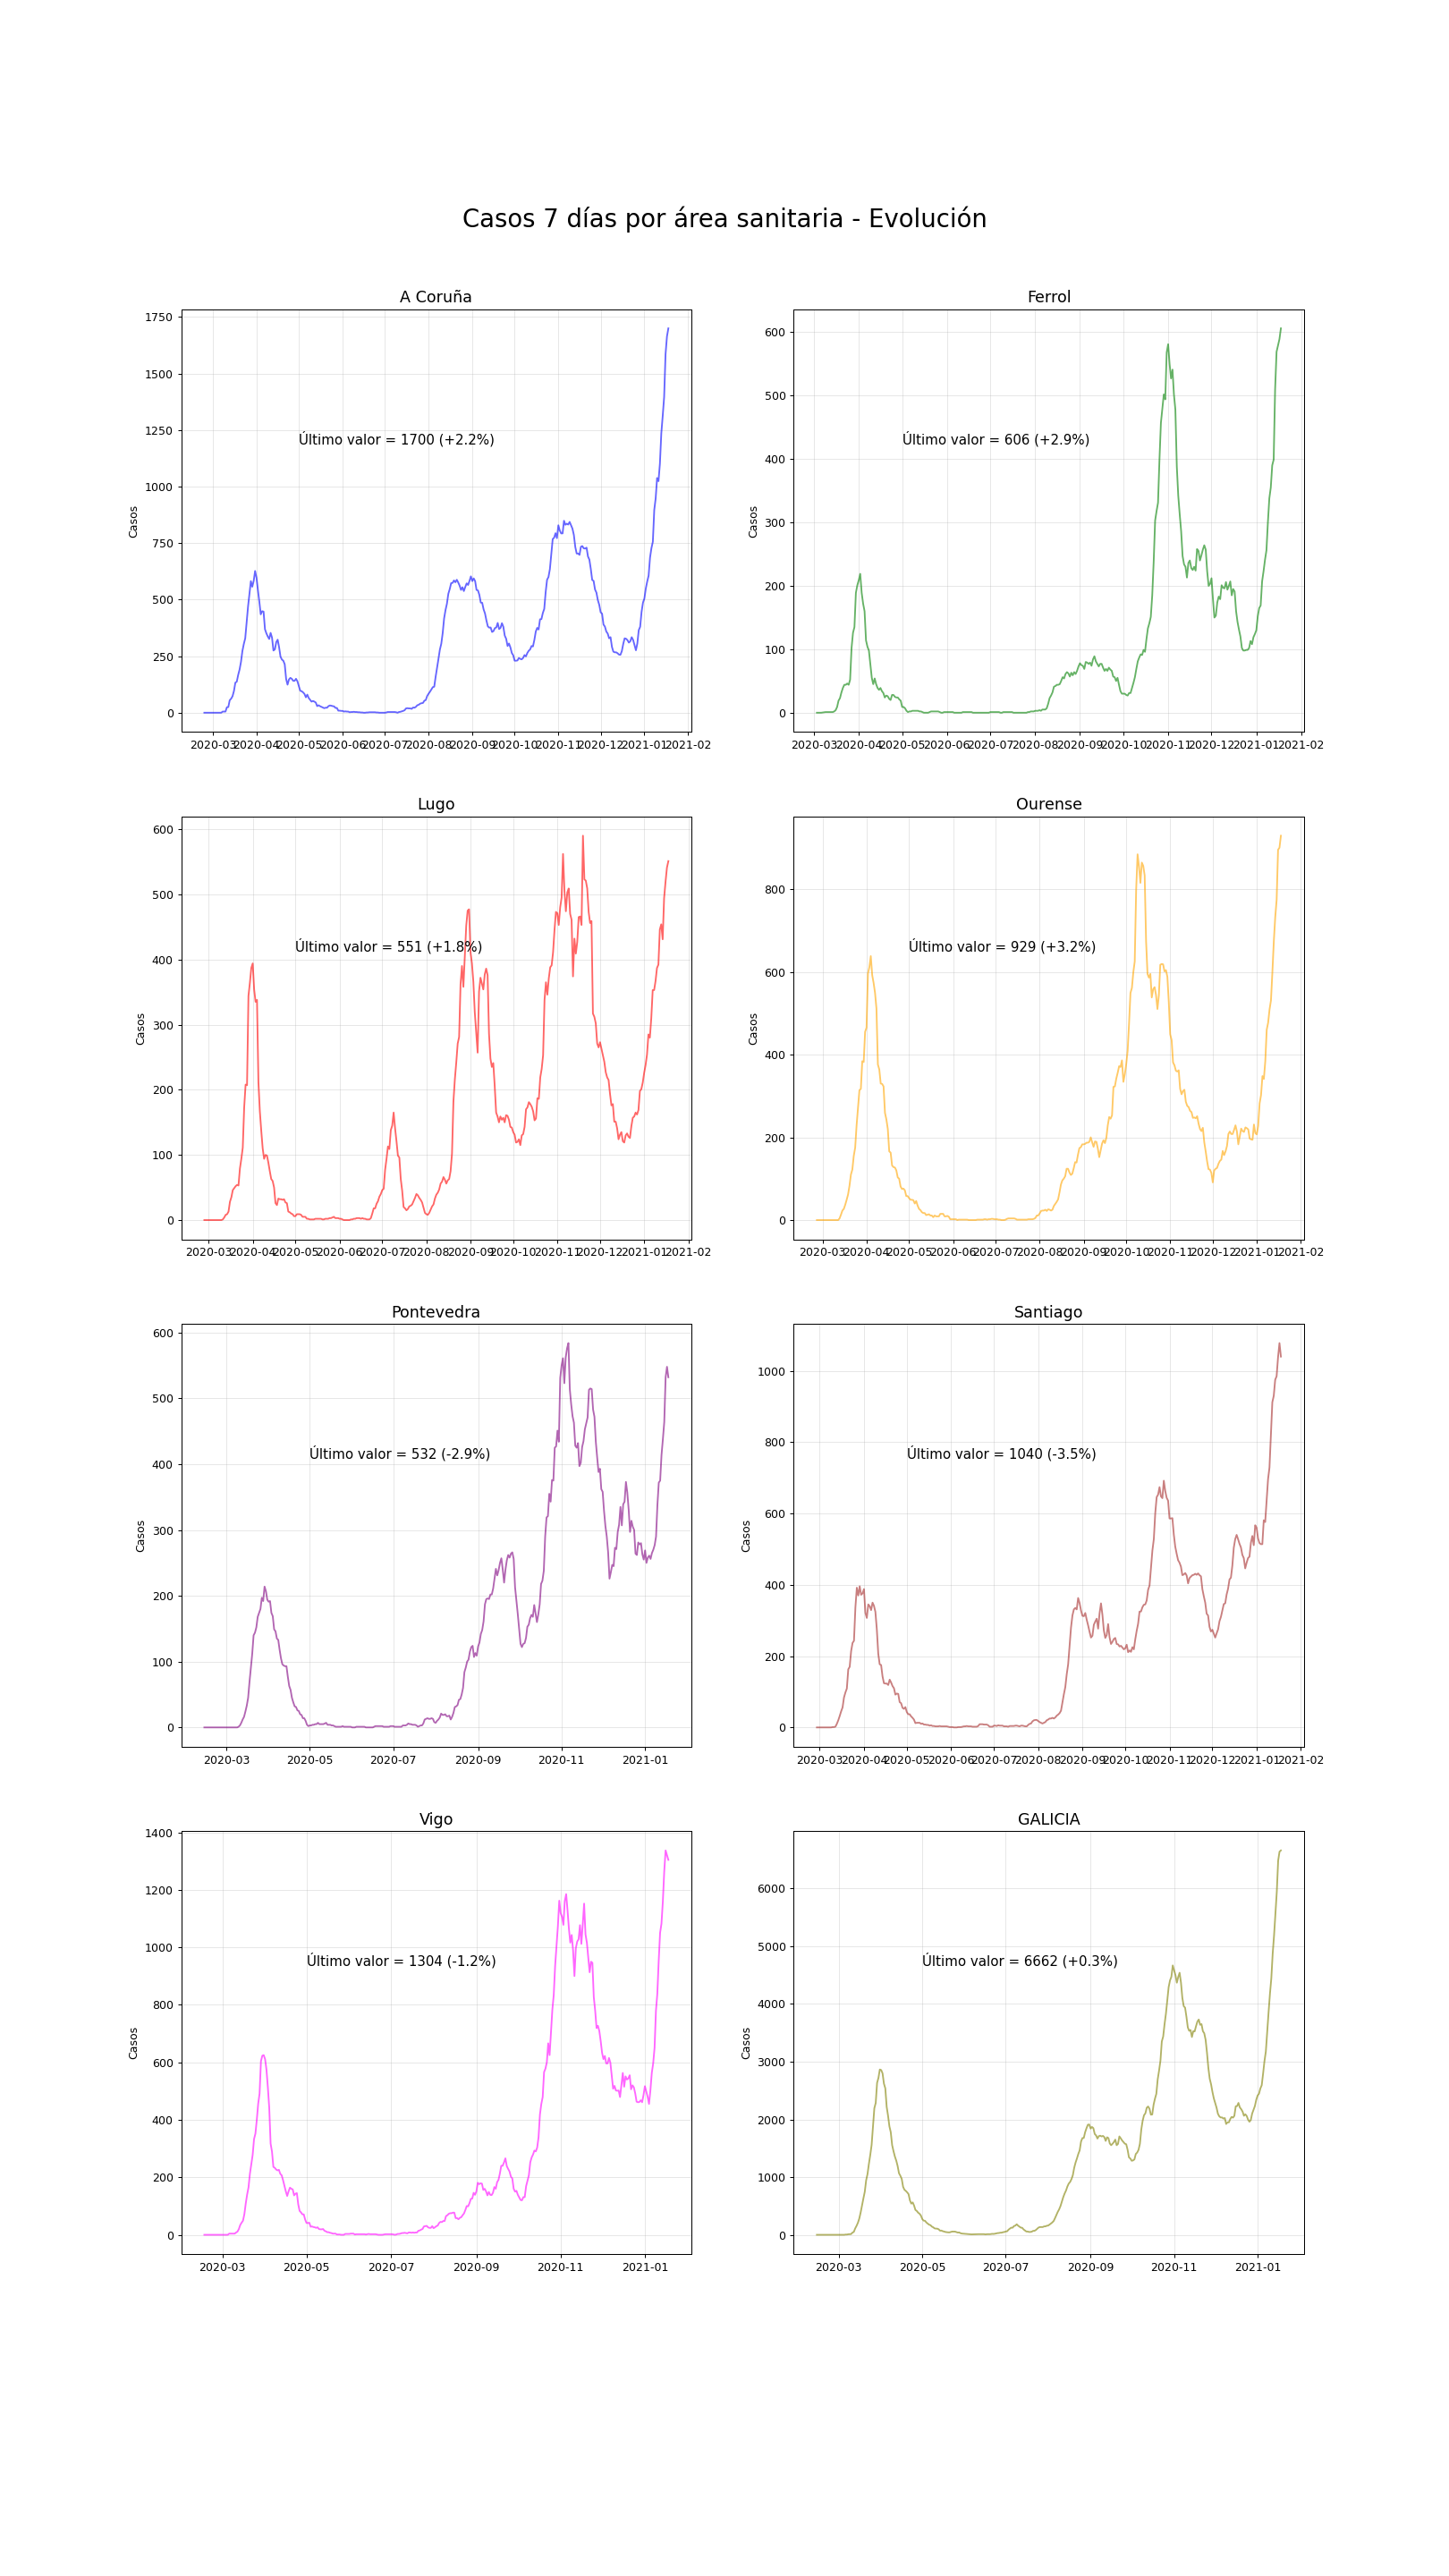 Casos 7 días por área sanitaria - Evolución
A Coruña
1750
1500
1250
1000
750
500
250
0
Casos
Último valor = 1700 (+2.2%)
2020-03 2020-04 2020-05 2020-06 2020-07 2020-08 2020-09 2020-10 2020-11 2020-12 2021-01 2021-02
Ferrol
600
500
400
300
200
100
0
Casos
Último valor = 606 (+2.9%)
2020-03 2020-04 2020-05 2020-06 2020-07 2020-08 2020-09 2020-10 2020-11 2020-12 2021-01 2021-02
Lugo
600
500
400
300
200
100
0
Casos
Último valor = 551 (+1.8%)
2020-03 2020-04 2020-05 2020-06 2020-07 2020-08 2020-09 2020-10 2020-11 2020-12 2021-01 2021-02
Ourense
800
600
400
200
0
Casos
Último valor = 929 (+3.2%)
2020-03 2020-04 2020-05 2020-06 2020-07 2020-08 2020-09 2020-10 2020-11 2020-12 2021-01 2021-02
Pontevedra
600
500
400
300
200
100
0
Casos
Último valor = 532 (-2.9%)
2020-03 2020-05 2020-07 2020-09 2020-11 2021-01
Santiago
1000
800
600
400
200
0
Casos
Último valor = 1040 (-3.5%)
2020-03 2020-04 2020-05 2020-06 2020-07 2020-08 2020-09 2020-10 2020-11 2020-12 2021-01 2021-02
Vigo
1400
1200
1000
800
600
400
200
0
Casos
Último valor = 1304 (-1.2%)
2020-03 2020-05 2020-07 2020-09 2020-11 2021-01
GALICIA
6000
5000
4000
3000
2000
1000
0
Casos
Último valor = 6662 (+0.3%)
2020-03 2020-05 2020-07 2020-09 2020-11 2021-01